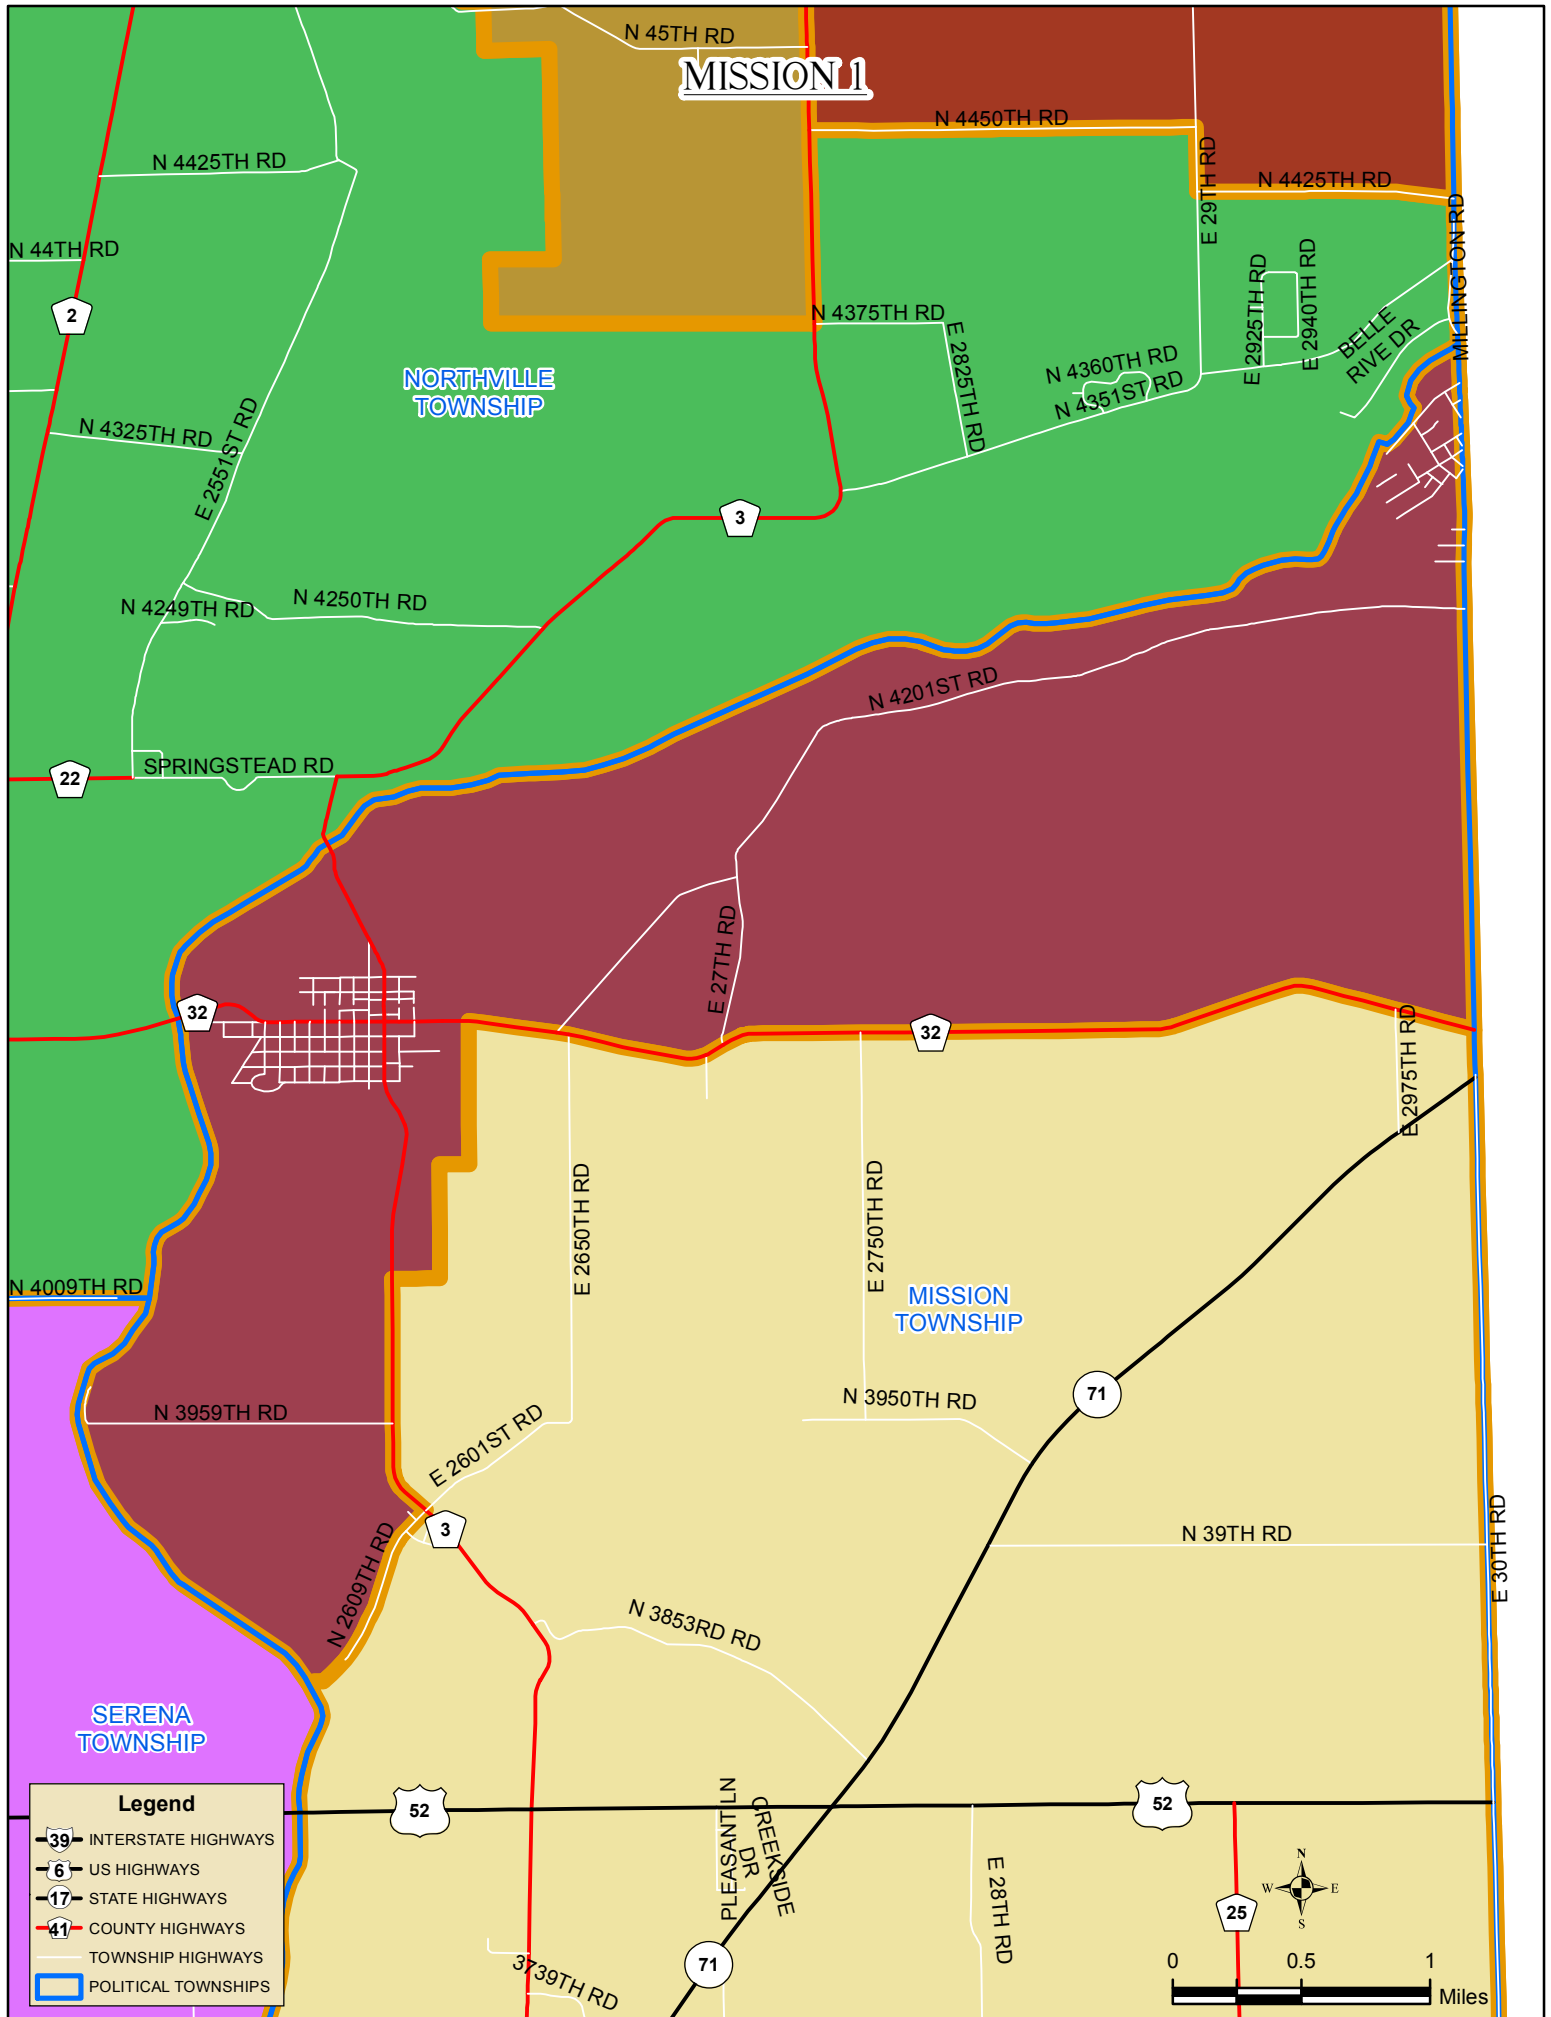 N 45TH RD
MISSION 1
N 4450TH RD
N 4425TH RD
E 29TH RD
N 4425TH RD
MILLINGTON RD
N 44TH RD
2
E 2925TH RD
E 2940TH RD
N 4375TH RD
E 2825TH RD
BELLE
RIVE DR
NORTHVILLE
TOWNSHIP
N 4360TH RD
N 4351ST RD
N 4325TH RD
E 2551ST RD
3
N 4249TH RD
N 4250TH RD
N 4201ST RD
22
SPRINGSTEAD RD
E 27TH RD
32
32
E 2975TH RD
E 2650TH RD
E 2750TH RD
N 4009TH RD
MISSION
TOWNSHIP
71
N 3959TH RD
N 3950TH RD
E 2601ST RD
3
N 39TH RD
E 30TH RD
N 2609TH RD
N 3853RD RD
SERENA
TOWNSHIP
52
52
PLEASANT LN
CREEKSIDE
DR
E 28TH RD
25
71
3739TH RD
Legend
39 INTERSTATE HIGHWAYS
6 US HIGHWAYS
17 STATE HIGHWAYS
41 COUNTY HIGHWAYS
TOWNSHIP HIGHWAYS
POLITICAL TOWNSHIPS
N
W E
S
0 0.5 1
Miles